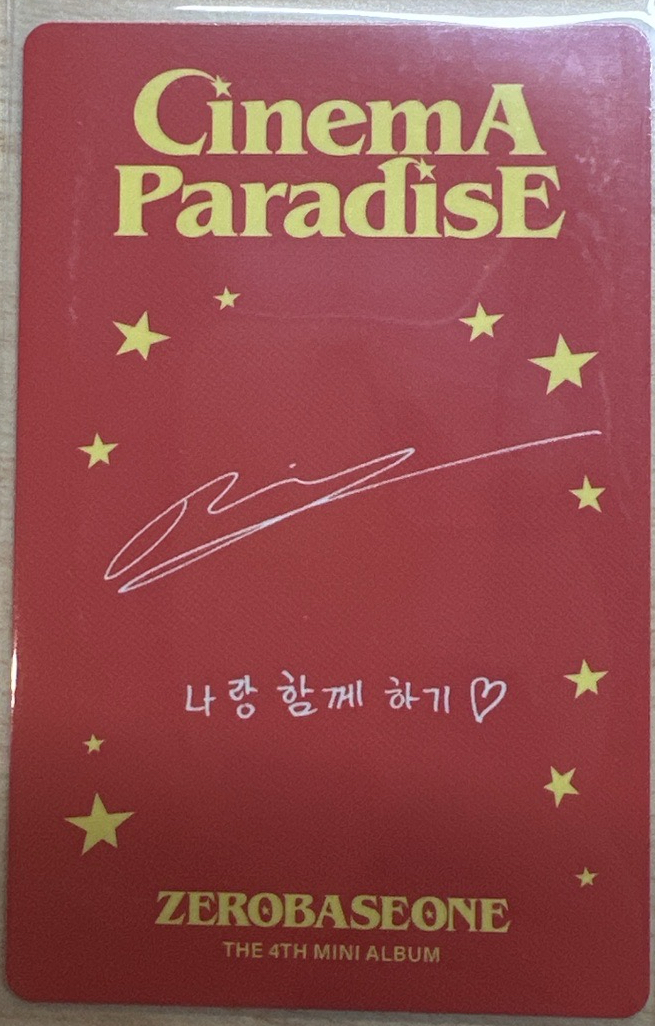 CinemA
ParadisE
나랑 함께 하기♡
ZEROBASEONE
THE 4TH MINI ALBUM